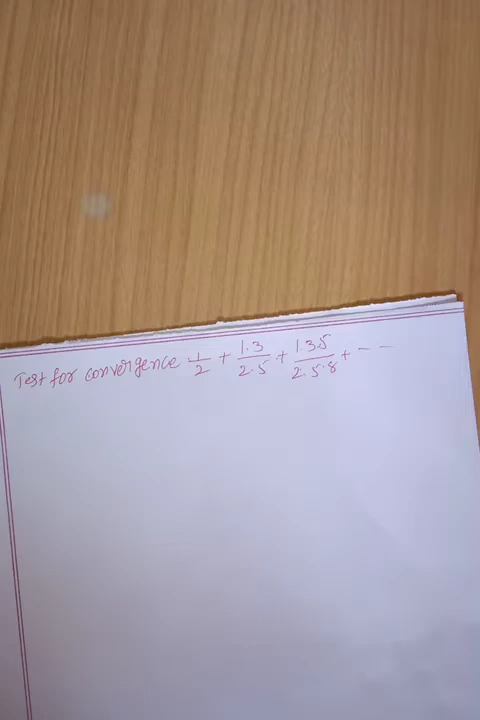 Test for convergence 1/2 + 1.3/2.5 + 1.3.5/2.5.8 + - -